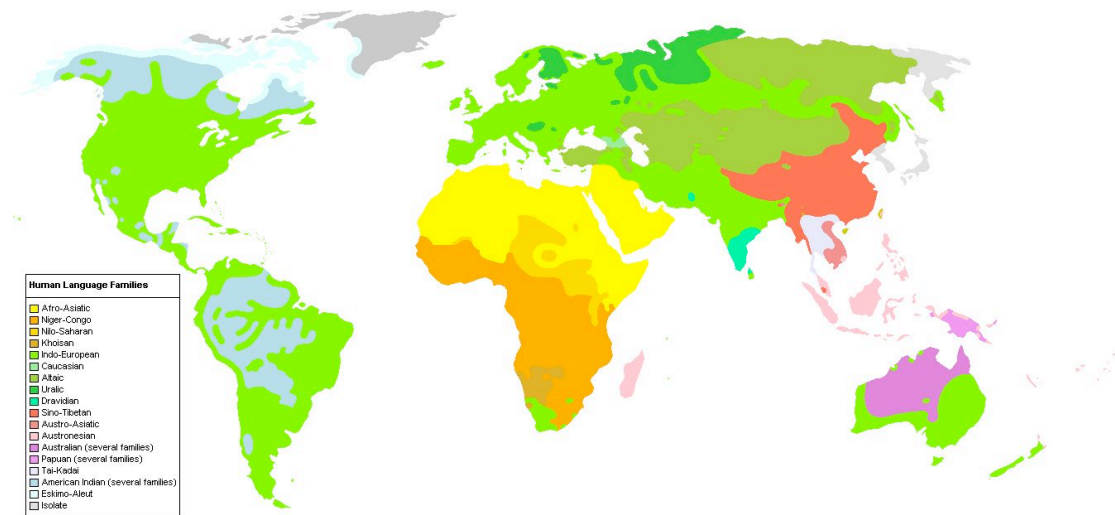 Human Language Families
Afro-Asiatic
Niger-Congo
Nilo-Saharan
Khoisan
Indo-European
Caucasian
Altaic
Uralic
Dravidian
Sino-Tibetan
Austro-Asiatic
Austronesian
Australian (several families)
Papuan (several families)
Tai-Kadai
American Indian (several families)
Eskimo-Aleut
Isolate